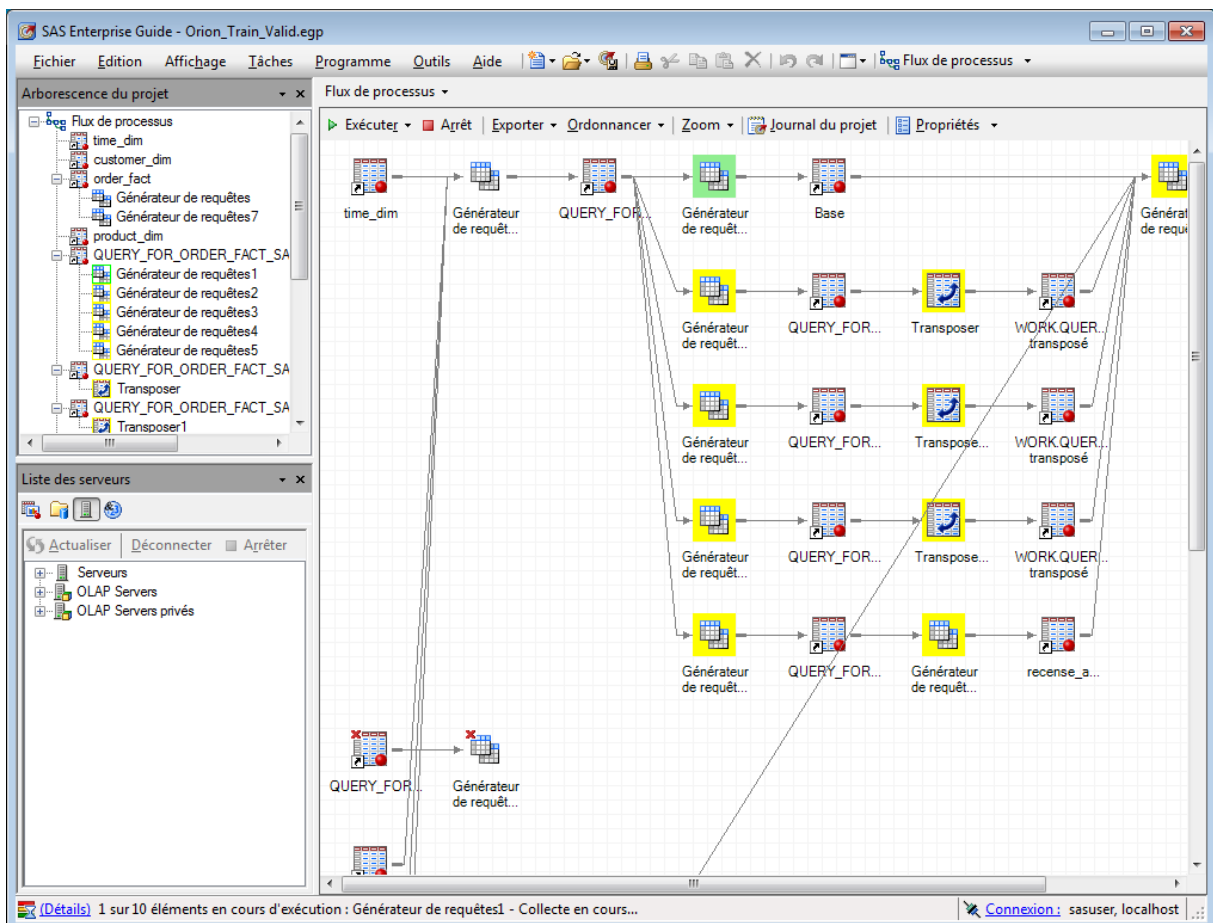 SAS Enterprise Guide - Orion_Train_Valid.egp
Fichier Edition Affichage Tâches Programme Outils Aide Flux de processus
Arborescence du projet
Flux de processus
time_dim
customer_dim
order_fact
Générateur de requêtes
Générateur de requêtes7
product_dim
QUERY_FOR_ORDER_FACT_SA
Générateur de requêtes1
Générateur de requêtes2
Générateur de requêtes3
Générateur de requêtes4
Générateur de requêtes5
QUERY_FOR_ORDER_FACT_SA
Transposer
QUERY_FOR_ORDER_FACT_SA
Transposer1
Liste des serveurs
Actualiser Déconnecter Arrêter
Serveurs
OLAP Servers
OLAP Servers privés
Flux de processus
Exécuter Arrêt Exporter Ordonnancer Zoom Journal du projet Propriétés
time_dim
Générateur
de requêt...
QUERY_FOR...
Générateur
de requêt...
Base
Générat
de requê
Générateur
de requêt...
QUERY_FOR...
Transposer
WORK.QUER...
transposé
Générateur
de requêt...
QUERY_FOR...
Transpose...
WORK.QUER...
transposé
Générateur
de requêt...
QUERY_FOR...
Transpose...
WORK.QUER...
transposé
Générateur
de requêt...
QUERY_FOR...
Générateur
de requêt...
recense_a...
QUERY_FOR...
Générateur
de requêt...
(Détails) 1 sur 10 éléments en cours d'exécution : Générateur de requêtes1 - Collecte en cours...
Connexion : sasuser, localhost